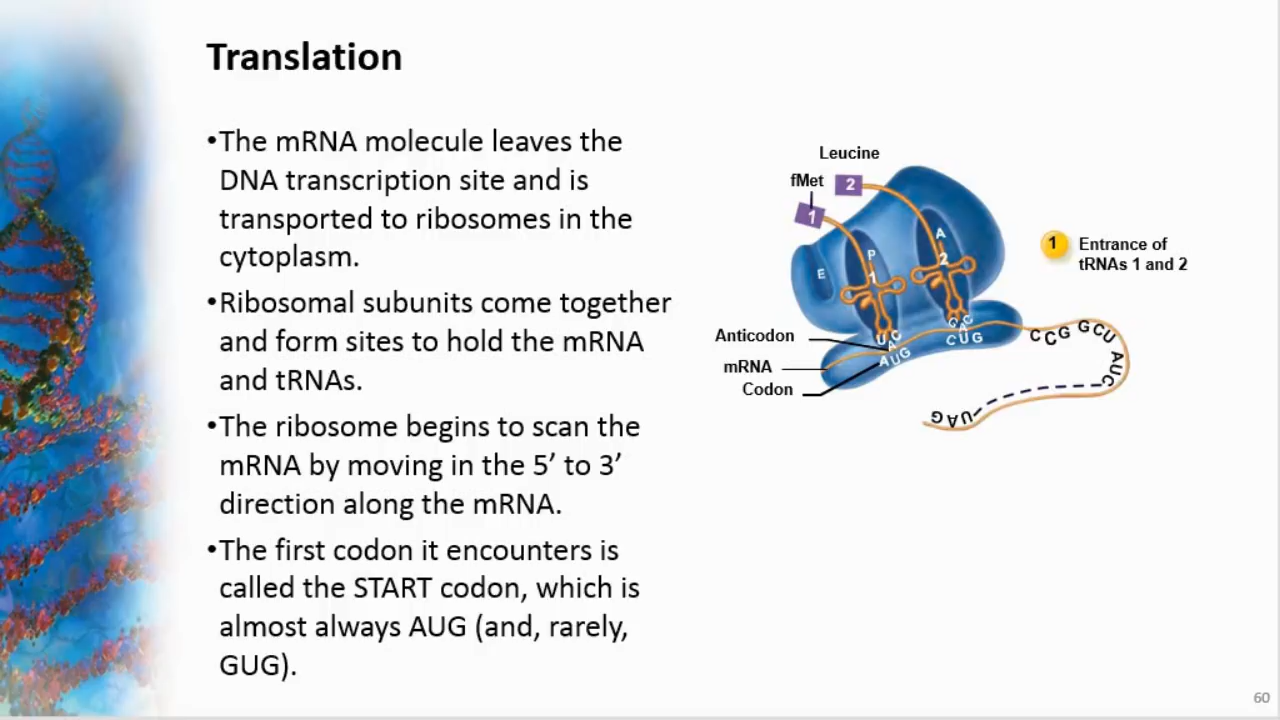 Translation
•The mRNA molecule leaves the
DNA transcription site and is
transported to ribosomes in the
cytoplasm.
•Ribosomal subunits come together
and form sites to hold the mRNA
and tRNAs.
•The ribosome begins to scan the
mRNA by moving in the 5’ to 3’
direction along the mRNA.
•The first codon it encounters is
called the START codon, which is
almost always AUG (and, rarely,
GUG).
Leucine
fMet
2
1
E
P
1
A
2
1
Entrance of
tRNAs 1 and 2
Anticodon
mRNA
Codon
UAC
AUG
GAC
CUG
CCG GCU AUC
UAG
60